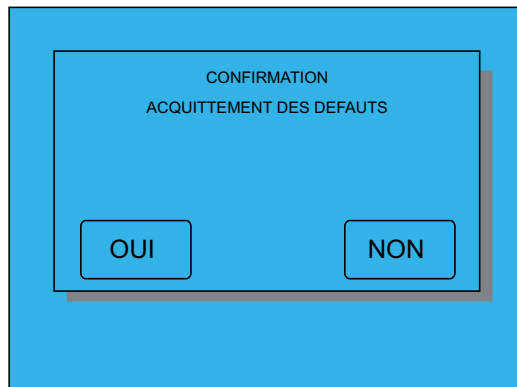 CONFIRMATION
ACQUITTEMENT DES DEFAUTS
OUI
NON